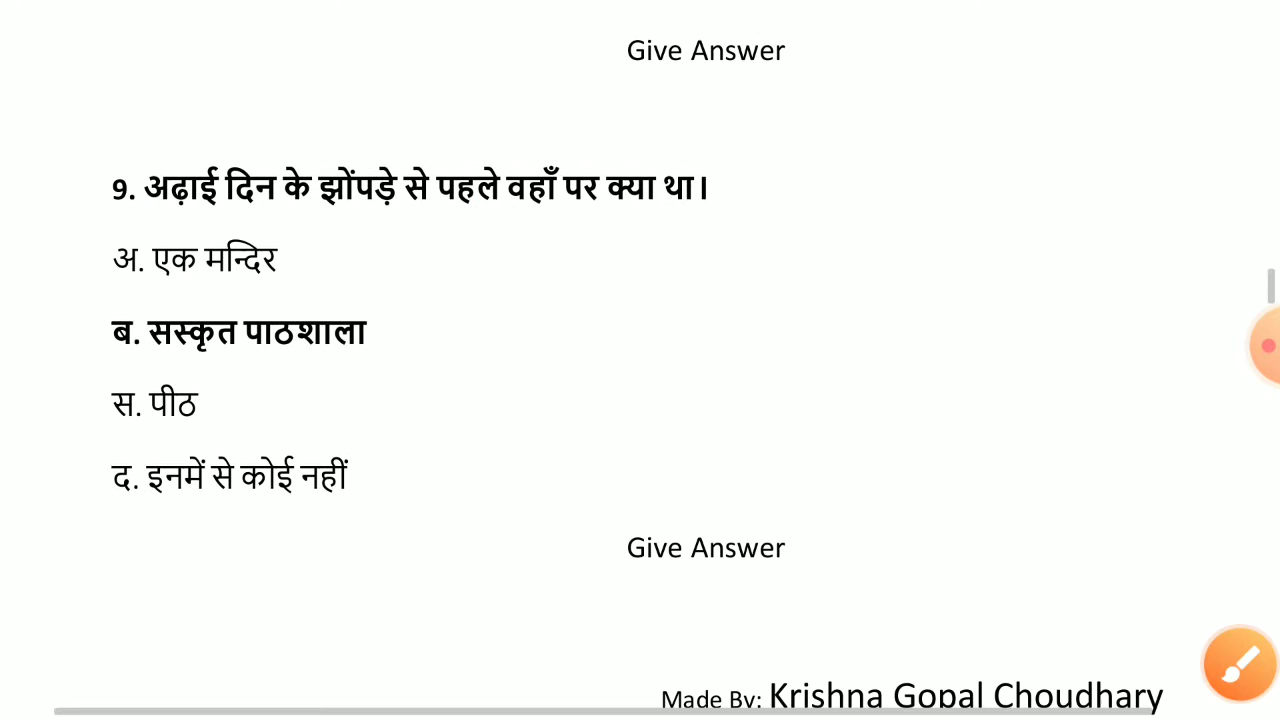 Give Answer
9. अढ़ाई दिन के झोंपड़े से पहले वहाँ पर क्या था।
अ. एक मन्दिर
ब. सस्कृत पाठशाला
स. पीठ
द. इनमें से कोई नहीं
Give Answer
Made By: Krishna Gopal Choudhary